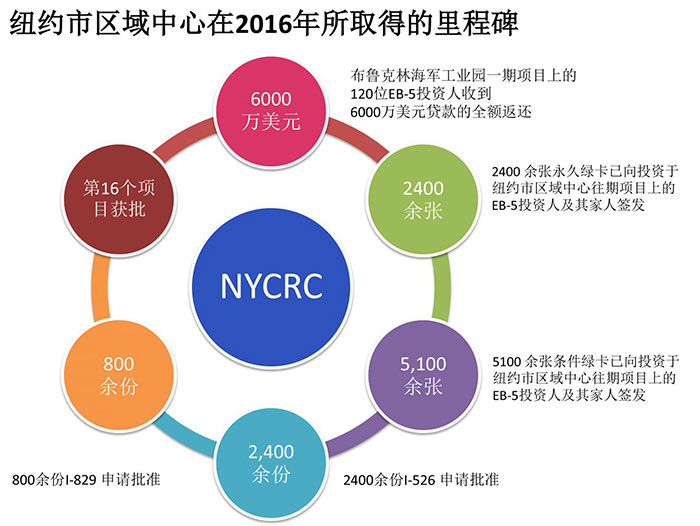 纽约市区域中心在2016年所取得的里程碑
6000
万美元
布鲁克林海军工业园一期项目上的
120位EB-5投资人收到
6000万美元贷款的全额返还
第16个项
目获批
2400
余张
2400 余张永久绿卡已向投资于
纽约市区域中心往期项目上的
EB-5投资人及其家人签发
NYCRC
800
余份
5,100
余张
5100 余张条件绿卡已向投资于
纽约市区域中心往期项目上的
EB-5投资人及其家人签发
2,400
余份
800余份I-829 申请批准
2400余份I-526 申请批准